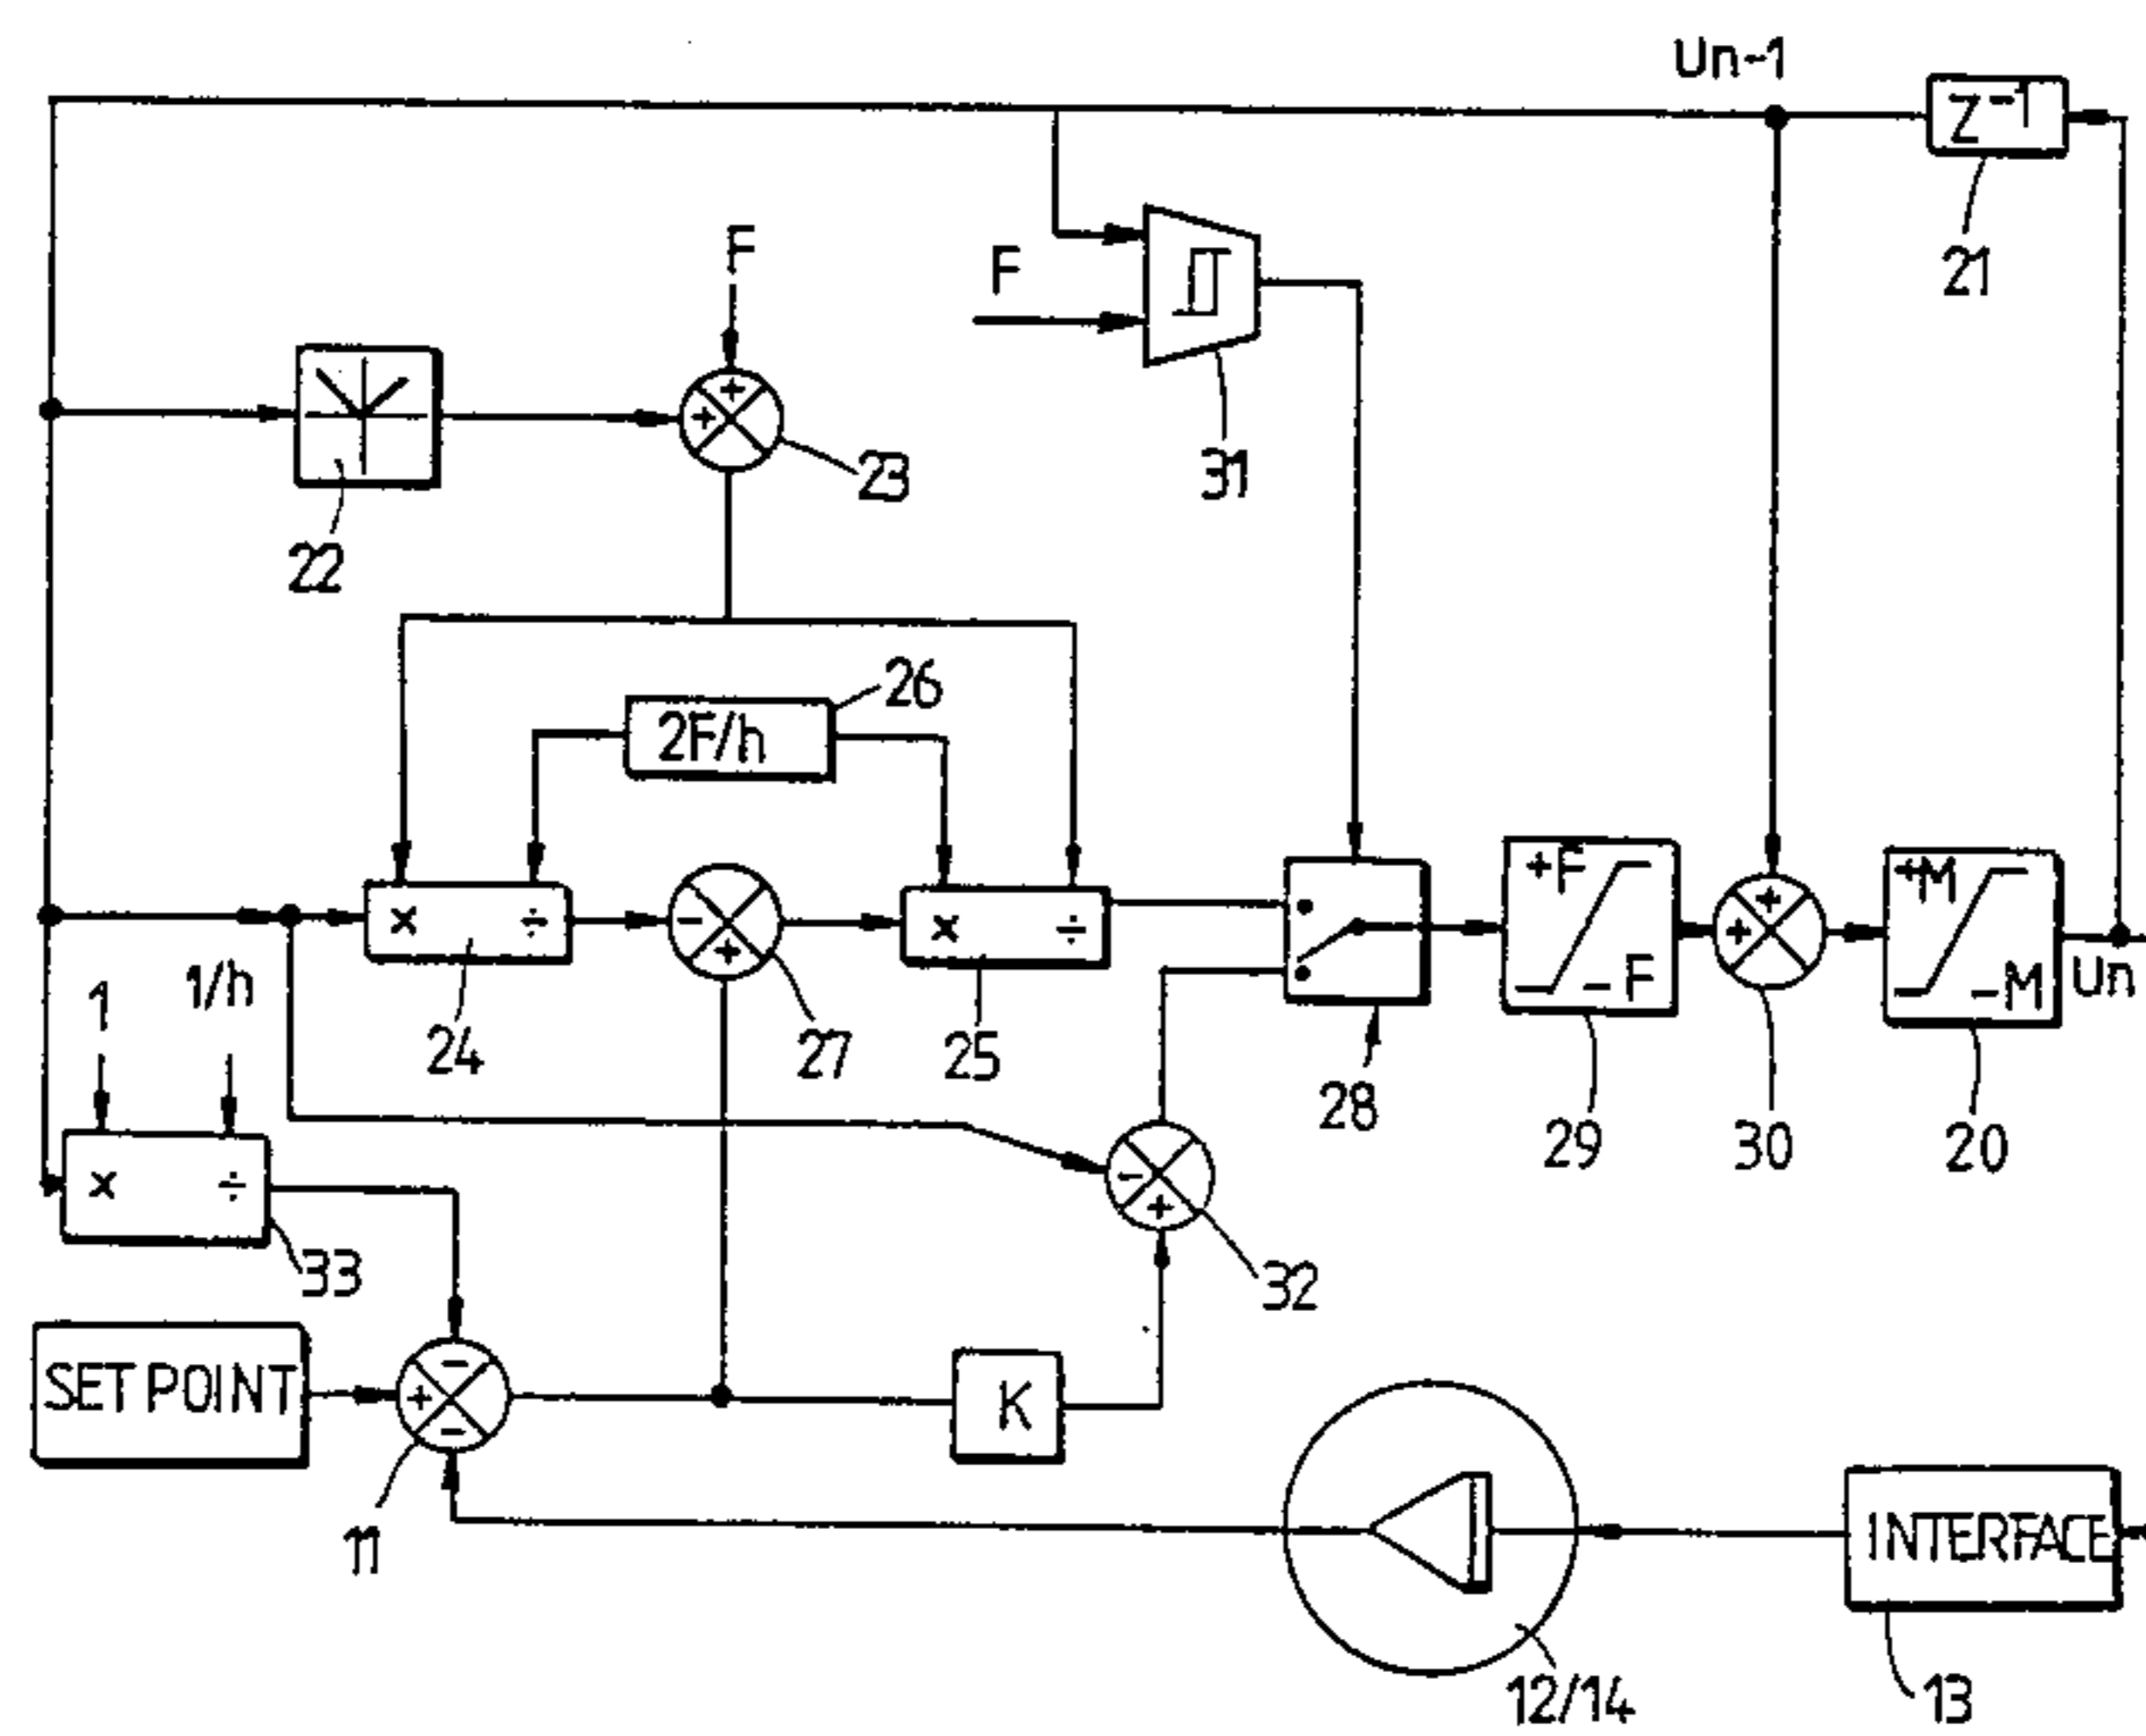 Un-1
Z-1
21
F
F
31
23
22
26
2F/h
+F
-F
+M
-M
Un
× ÷
× ÷
24
27
25
28
29
30
20
1
1/h
× ÷
33
32
SET POINT
11
K
INTERFACE
12/14
13